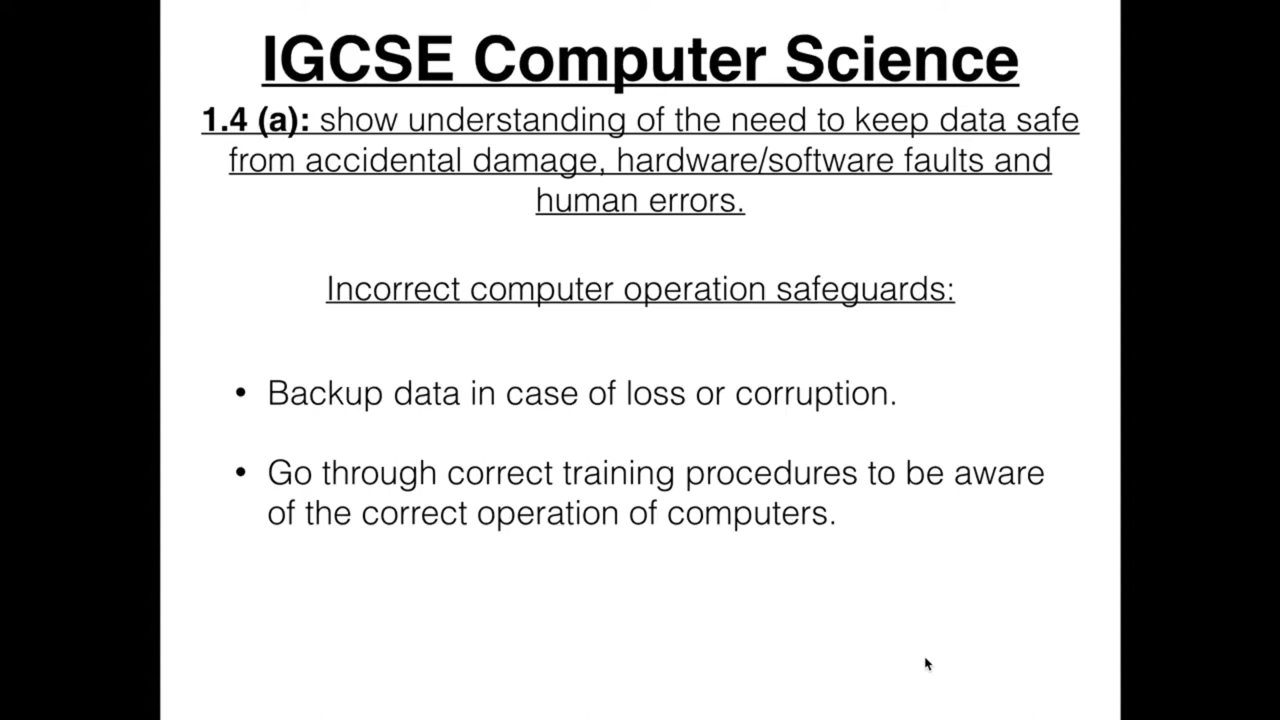 IGCSE Computer Science
1.4 (a): show understanding of the need to keep data safe
from accidental damage, hardware/software faults and
human errors.
Incorrect computer operation safeguards:
• Backup data in case of loss or corruption.
• Go through correct training procedures to be aware
of the correct operation of computers.